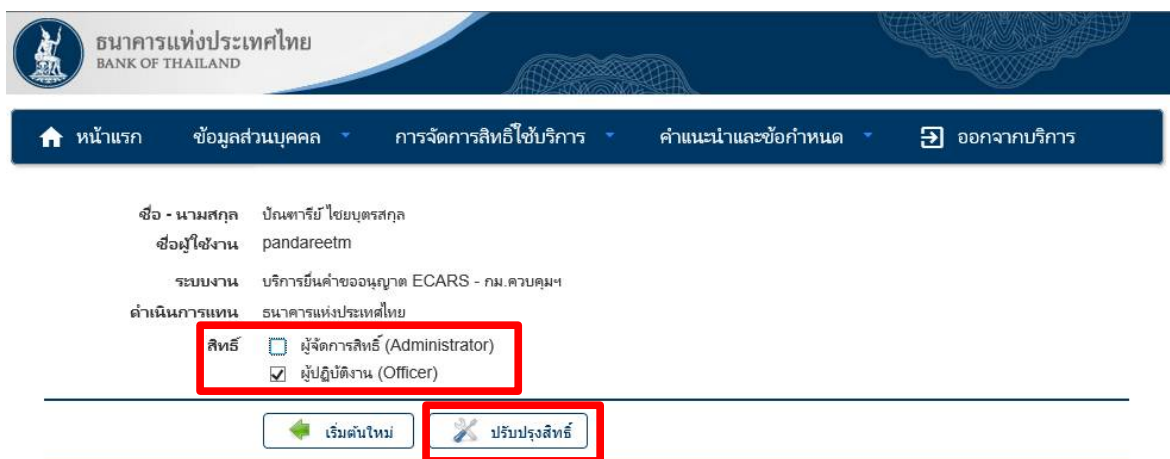 ธนาคารแห่งประเทศไทย
BANK OF THAILAND
หน้าแรก ข้อมูลส่วนบุคคล การจัดการสิทธิ์ใช้บริการ คำแนะนำและข้อกำหนด ออกจากบริการ
ชื่อ - นามสกุล ปัณฑารีย์ ไชยบุตรสกุล
ชื่อผู้ใช้งาน pandareetm
ระบบงาน บริการยื่นคำขออนุญาต ECARS - กม.ควบคุมฯ
ดำเนินการแทน ธนาคารแห่งประเทศไทย
สิทธิ์ ผู้จัดการสิทธิ์ (Administrator)
ผู้ปฏิบัติงาน (Officer)
เริ่มต้นใหม่ ปรับปรุงสิทธิ์